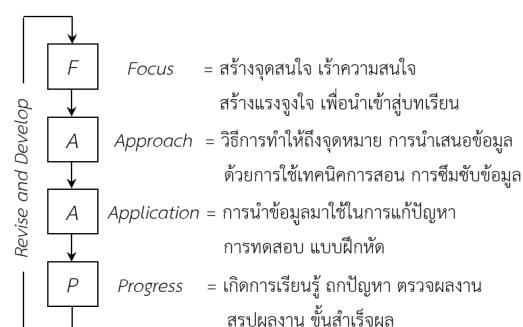 Revise and Develop
F Focus = สร้างจุดสนใจ เร้าความสนใจ
สร้างแรงจูงใจ เพื่อนำเข้าสู่บทเรียน
A Approach = วิธีการทำให้ถึงจุดหมาย การนำเสนอข้อมูล
ด้วยการใช้เทคนิคการสอน การซึมซับข้อมูล
A Application = การนำข้อมูลมาใช้ในการแก้ปัญหา
การทดสอบ แบบฝึกหัด
P Progress = เกิดการเรียนรู้ ถกปัญหา ตรวจผลงาน
สรุปผลงาน ขั้นสำเร็จผล